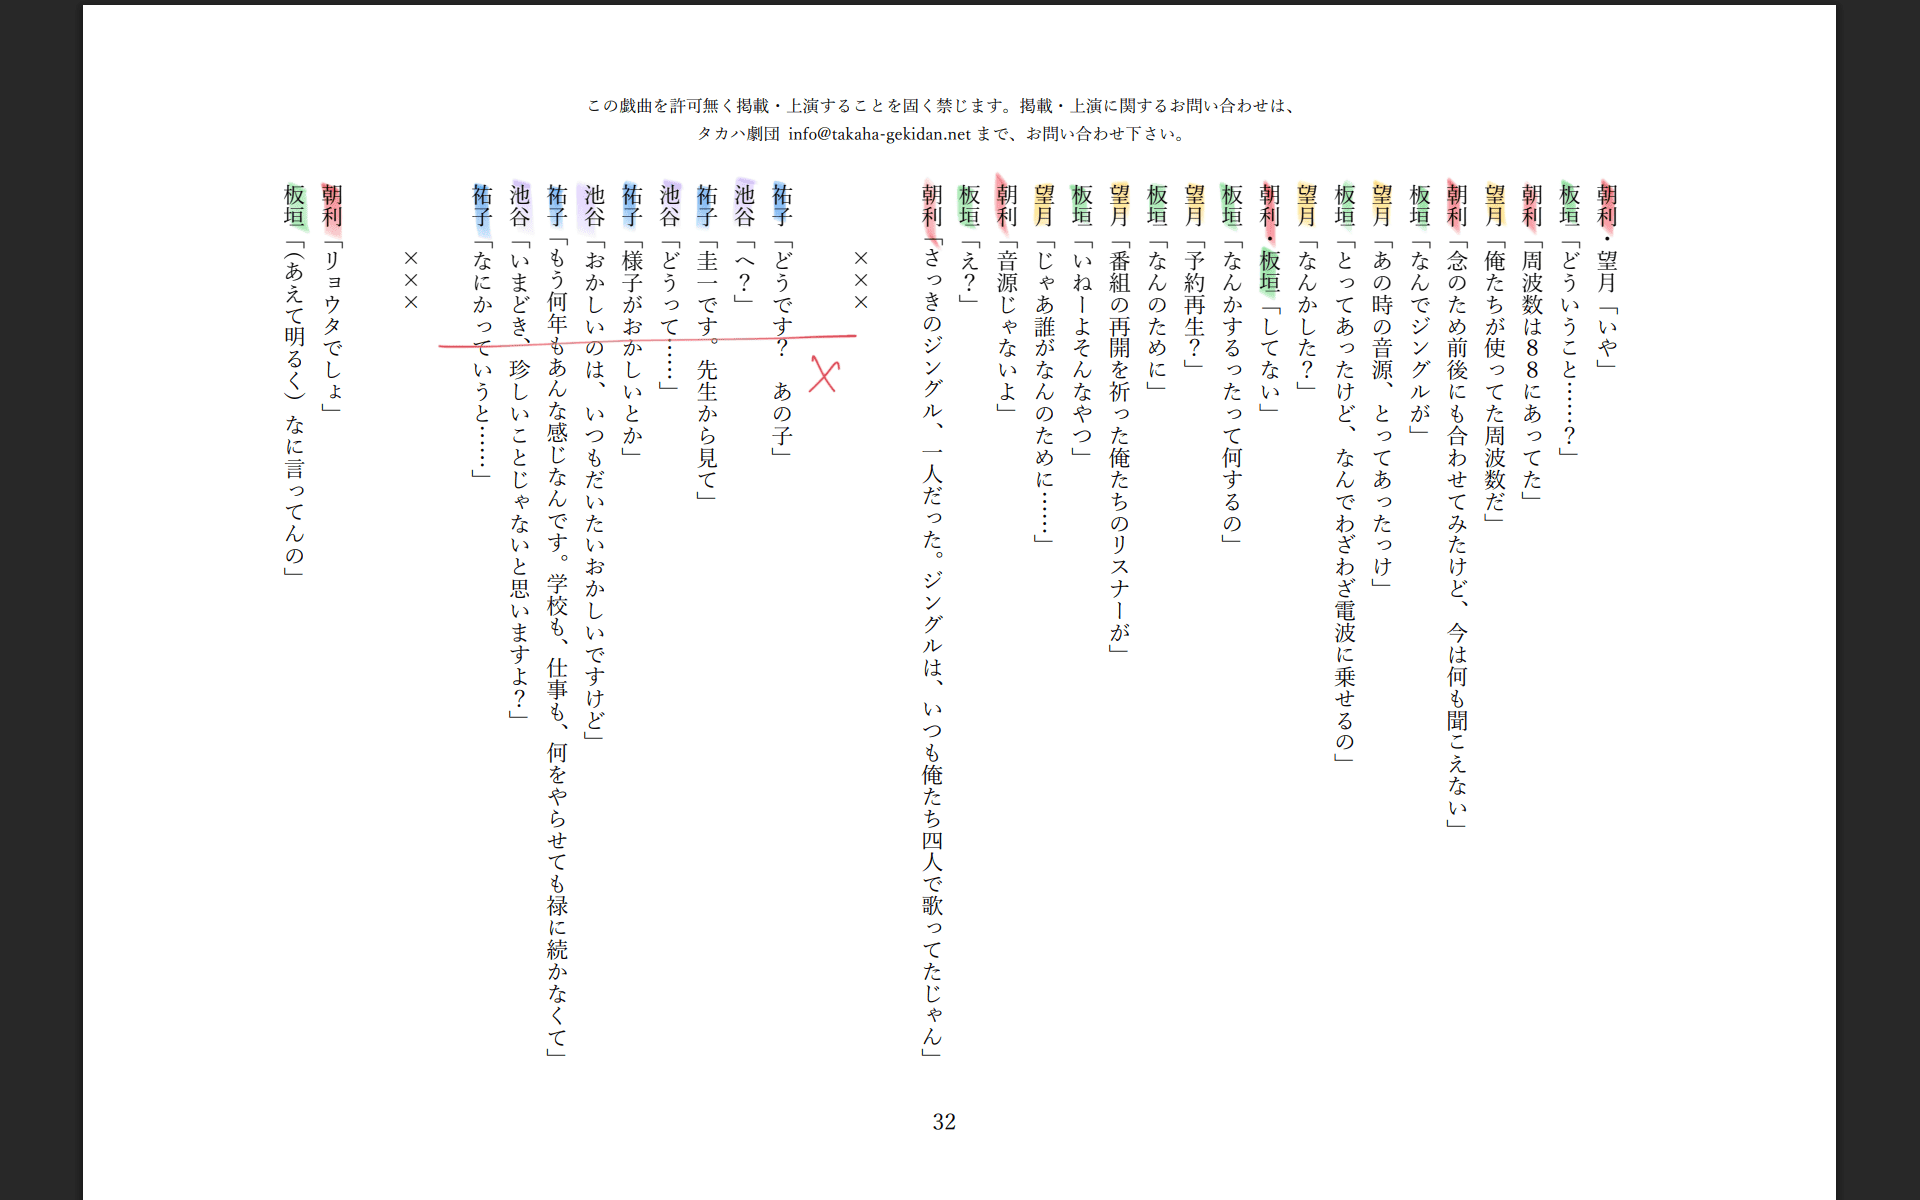 この戯曲を許可無く掲載・上演することを固く禁じます。掲載・上演に関するお問い合わせは、
タカハ劇団 info@takaha-gekidan.net まで、お問い合わせ下さい。
朝利・望月「いや」
板垣「どういうこと……？」
朝利「周波数は８８にあってた」
望月「俺たちが使ってた周波数だ」
朝利「念のため前後にも合わせてみたけど、今は何も聞こえない」
板垣「なんでジングルが」
望月「あの時の音源、とってあったっけ」
板垣「とってあったけど、なんでわざわざ電波に乗せるの」
望月「なんかした？」
朝利・板垣「してない」
板垣「なんかするったって何するの」
望月「予約再生？」
板垣「なんのために」
望月「番組の再開を祈った俺たちのリスナーが」
板垣「いねーよそんなやつ」
望月「じゃあ誰がなんのために……」
朝利「音源じゃないよ」
板垣「え？」
朝利「さっきのジングル、一人だった。ジングルは、いつも俺たち四人で歌ってたじゃん」
×××
祐子「どうです？　あの子」
池谷「へ？」
祐子「圭一です。先生から見て」
池谷「どうって……」
祐子「様子がおかしいとか」
池谷「おかしいのは、いつもだいたいおかしいですけど」
祐子「もう何年もあんな感じなんです。学校も、仕事も、何をやらせても禄に続かなくて」
池谷「いまどき、珍しいことじゃないと思いますよ？」
祐子「なにかっていうと……」
×××
朝利「リョウタでしょ」
板垣「（あえて明るく）なに言ってんの」
32